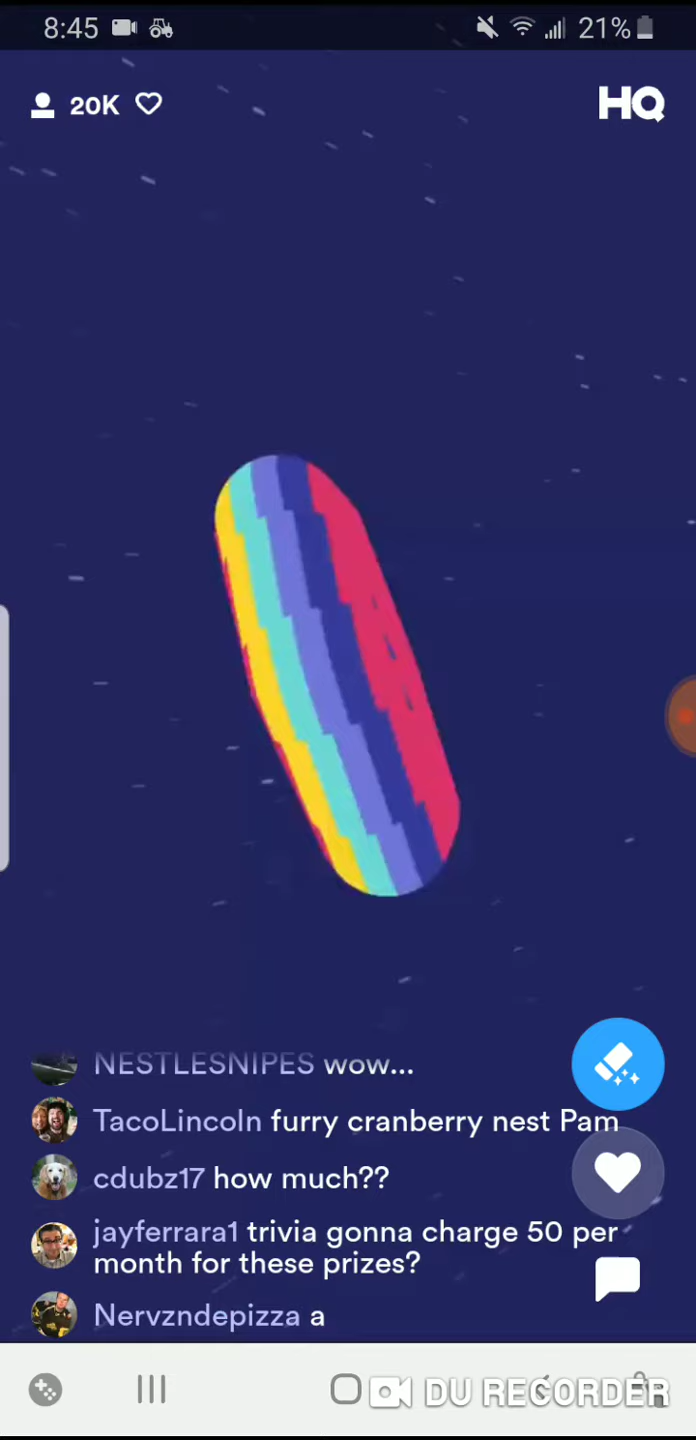 8:45 21%
20K HQ
NESTLESNIPES wow...
TacoLincoln furry cranberry nest Pam
cdubz17 how much??
jayferrara1 trivia gonna charge 50 per
month for these prizes?
Nervzndepizza a
DU RECORDER